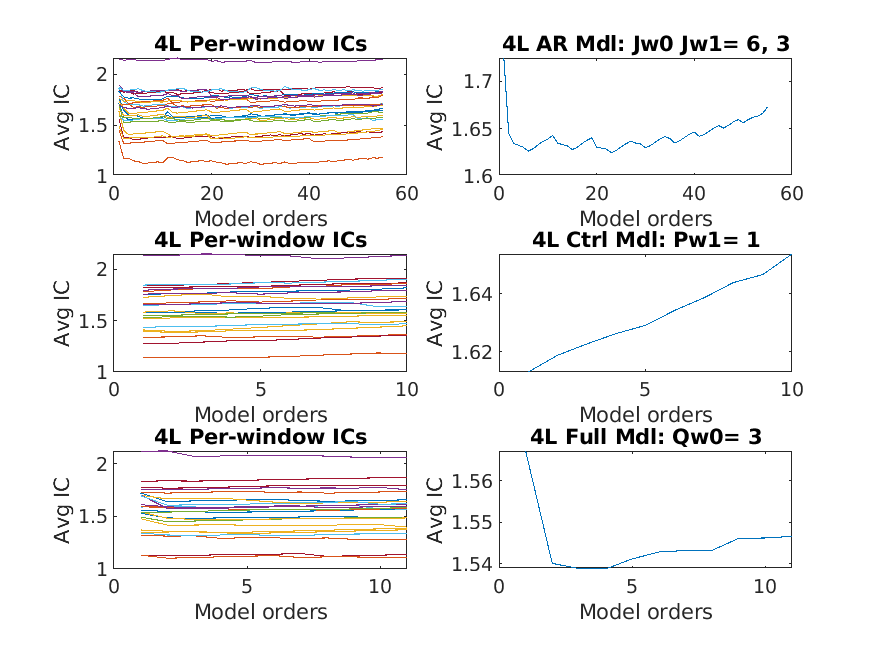 4L Per-window ICs
4L AR Mdl: Jw0 Jw1= 6, 3
Avg IC
2
1.5
1
0
20
40
60
Model orders
Avg IC
1.7
1.65
1.6
0
20
40
60
Model orders
4L Per-window ICs
4L Ctrl Mdl: Pw1= 1
Avg IC
2
1.5
1
0
5
10
Model orders
Avg IC
1.64
1.62
0
5
10
Model orders
4L Per-window ICs
4L Full Mdl: Qw0= 3
Avg IC
2
1.5
1
0
5
10
Model orders
Avg IC
1.56
1.55
1.54
0
5
10
Model orders